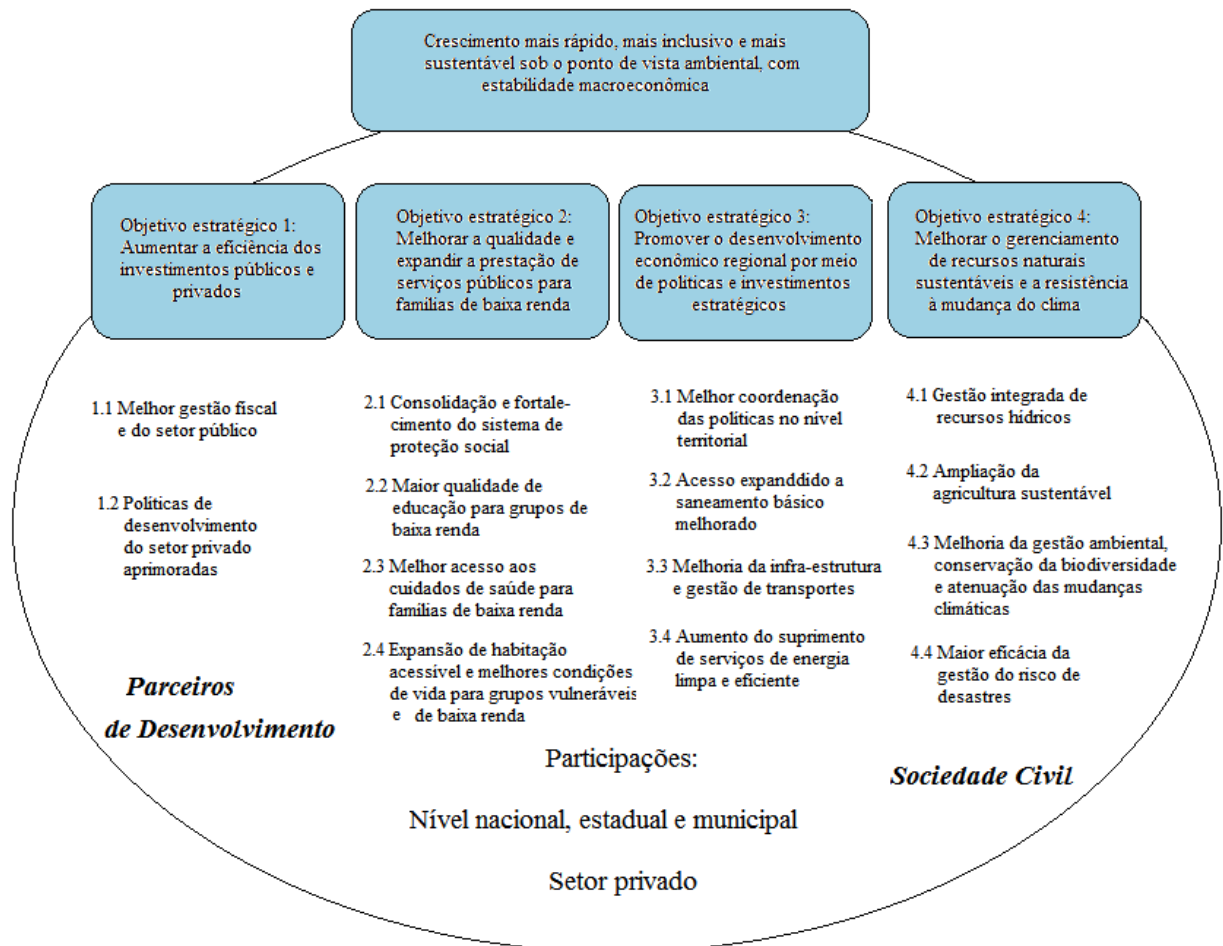 Crescimento mais rápido, mais inclusivo e mais
sustentável sob o ponto de vista ambiental, com
estabilidade macroeconômica
Objetivo estratégico 1:
Aumentar a eficiência dos
investimentos públicos e
privados
Objetivo estratégico 2:
Melhorar a qualidade e
expandir a prestação de
serviços públicos para
famílias de baixa renda
Objetivo estratégico 3:
Promover o desenvolvimento
econômico regional por meio
de políticas e investimentos
estratégicos
Objetivo estratégico 4:
Melhorar o gerenciamento
de recursos naturais
sustentáveis e a resistência
à mudança do clima
1.1 Melhor gestão fiscal
e do setor público
1.2 Políticas de
desenvolvimento
do setor privado
aprimoradas
2.1 Consolidação e fortale-
cimento do sistema de
proteção social
2.2 Maior qualidade de
educação para grupos de
baixa renda
2.3 Melhor acesso aos
cuidados de saúde para
famílias de baixa renda
2.4 Expansão de habitação
acessível e melhores condições
de vida para grupos vulneráveis
e de baixa renda
3.1 Melhor coordenação
das políticas no nível
territorial
3.2 Acesso expanddido a
saneamento básico
melhorado
3.3 Melhoria da infra-estrutura
e gestão de transportes
3.4 Aumento do suprimento
de serviços de energia
limpa e eficiente
4.1 Gestão integrada de
recursos hídricos
4.2 Ampliação da
agricultura sustentável
4.3 Melhoria da gestão ambiental,
conservação da biodiversidade
e atenuação das mudanças
climáticas
4.4 Maior eficácia da
gestão do risco de
desastres
Parceiros
de Desenvolvimento
Participações:
Nível nacional, estadual e municipal
Setor privado
Sociedade Civil